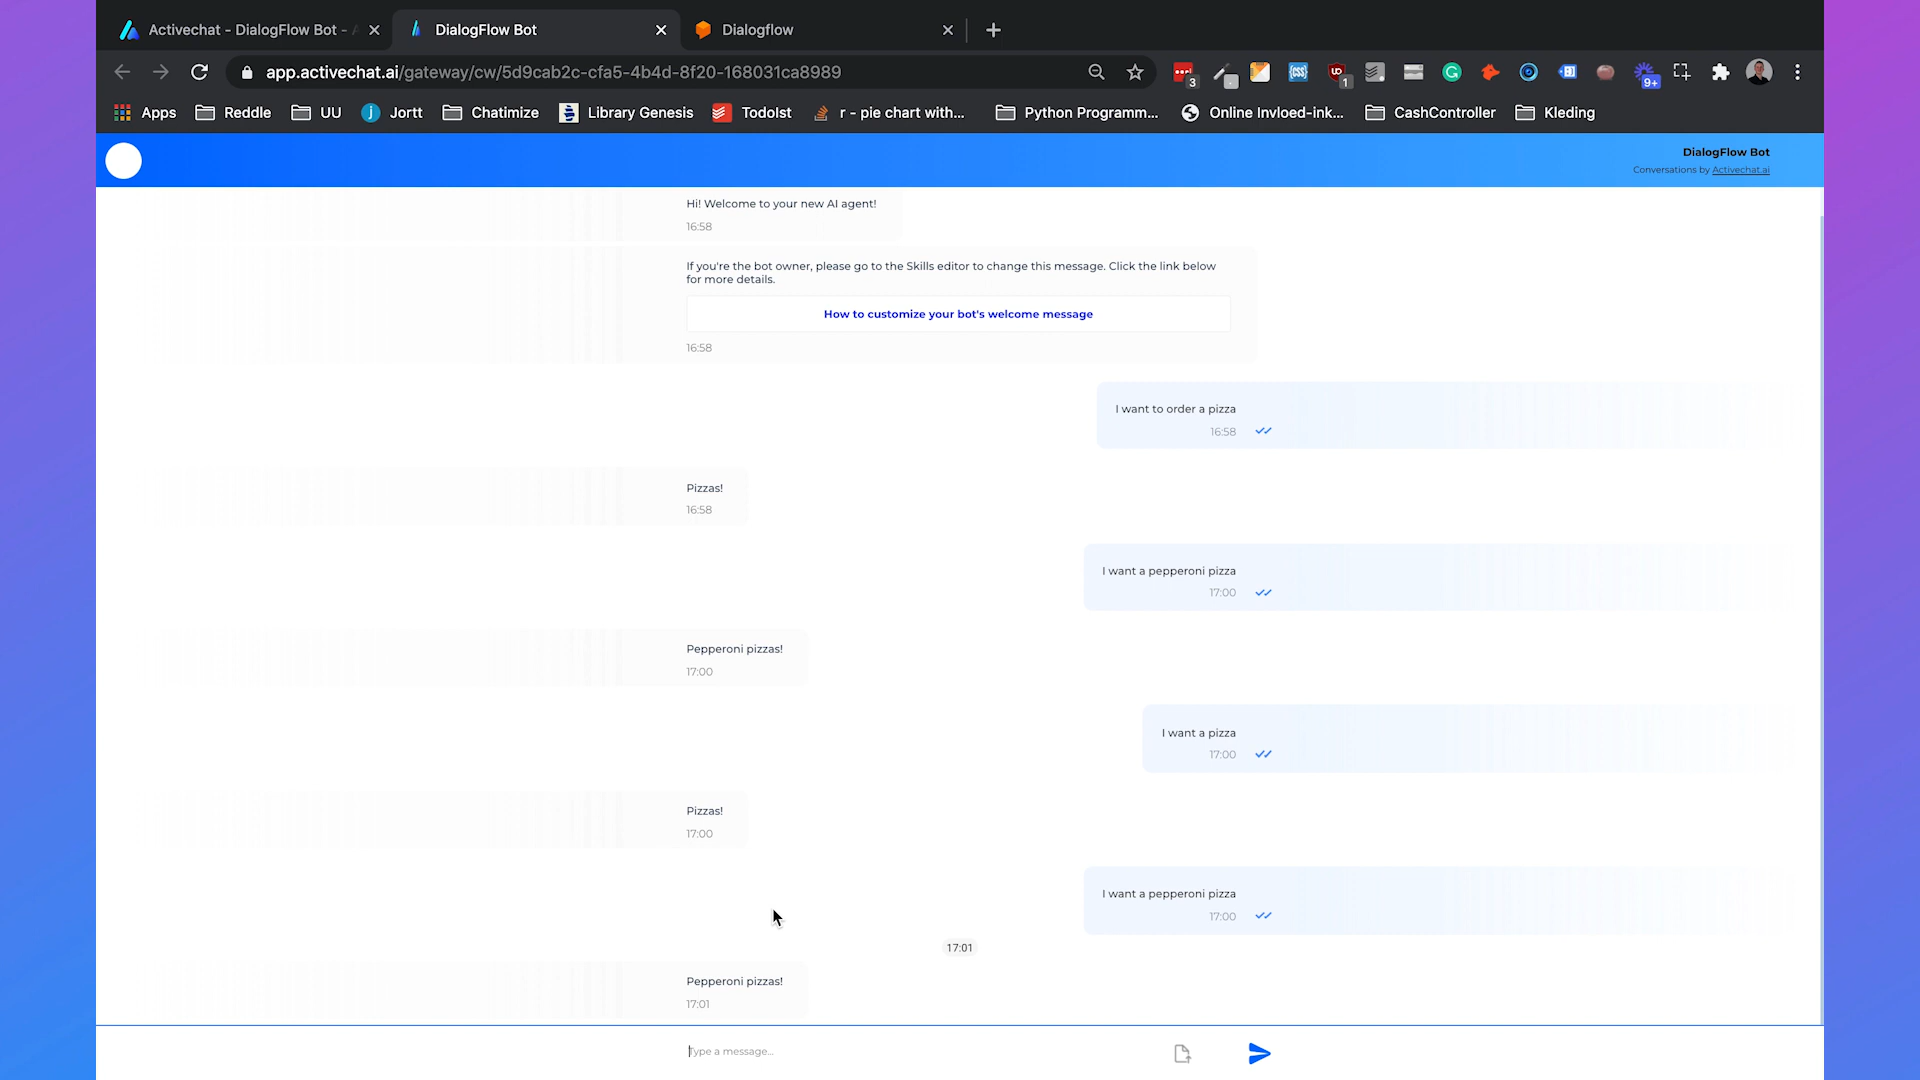 Activechat - DialogFlow Bot -
DialogFlow Bot
Dialogflow
app.activechat.ai/gateway/cw/5d9cab2c-cfa5-4b4d-8f20-168031ca8989
3
1
9+
Apps
Reddle
UU
Jortt
Chatimize
Library Genesis
TodoIst
r - pie chart with...
Python Programm...
Online Invloed-ink...
CashController
Kleding
DialogFlow Bot
Conversations by Activechat.ai
Hi! Welcome to your new AI agent!
16:58
If you're the bot owner, please go to the Skills editor to change this message. Click the link below
for more details.
How to customize your bot's welcome message
16:58
I want to order a pizza
16:58
Pizzas!
16:58
I want a pepperoni pizza
17:00
Pepperoni pizzas!
17:00
I want a pizza
17:00
Pizzas!
17:00
I want a pepperoni pizza
17:00
17:01
Pepperoni pizzas!
17:01
Type a message...